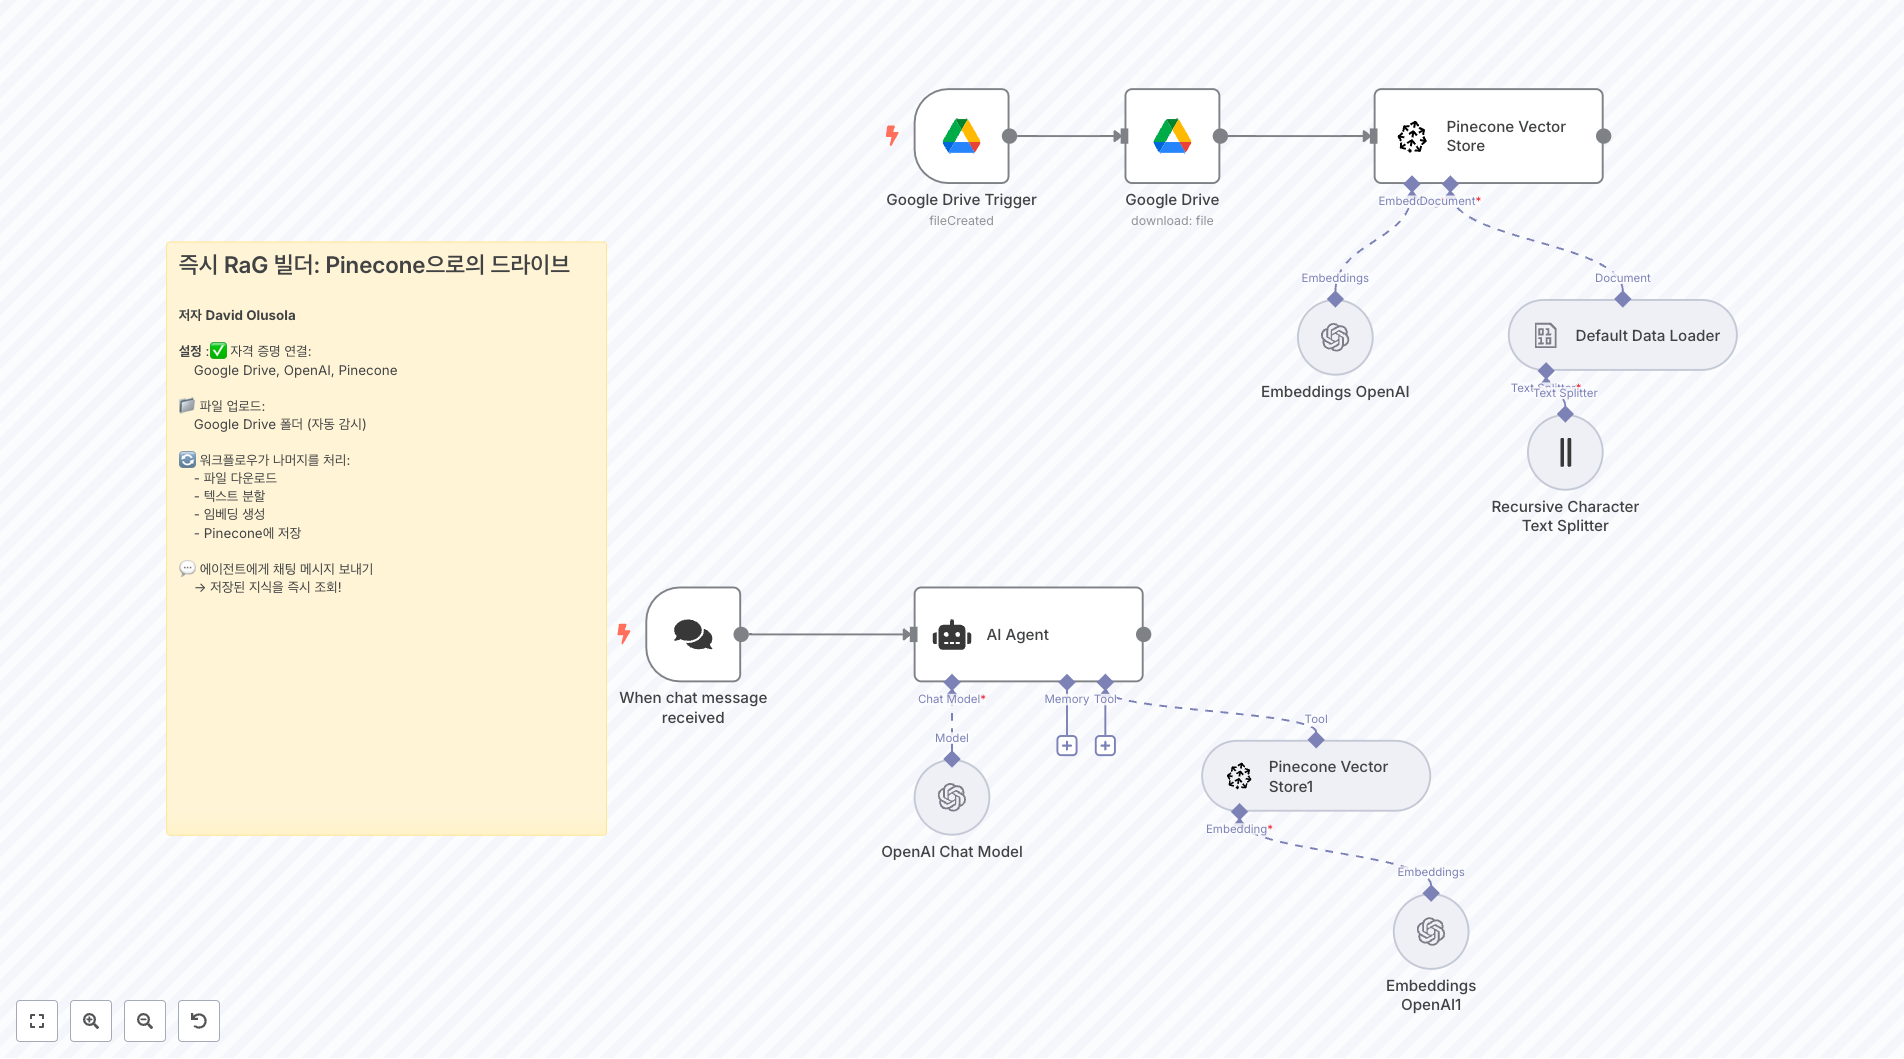 Google Drive Trigger
fileCreated
Google Drive
download: file
Pinecone Vector
Store
Embed
Document*
Embeddings
Embeddings OpenAI
Document
Default Data Loader
Text Splitter*
Text Splitter
Recursive Character
Text Splitter
즉시 RaG 빌더: Pinecone으로의 드라이브
저자 David Olusola
설정 :✅ 자격 증명 연결:
Google Drive, OpenAI, Pinecone
📁 파일 업로드:
Google Drive 폴더 (자동 감시)
🔄 워크플로우가 나머지를 처리:
- 파일 다운로드
- 텍스트 분할
- 임베딩 생성
- Pinecone에 저장
💬 에이전트에게 채팅 메시지 보내기
→ 저장된 지식을 즉시 조회!
When chat message
received
AI Agent
Chat Model*
Memory
Tool
Model
OpenAI Chat Model
Tool
Pinecone Vector
Store1
Embedding*
Embeddings
Embeddings
OpenAI1